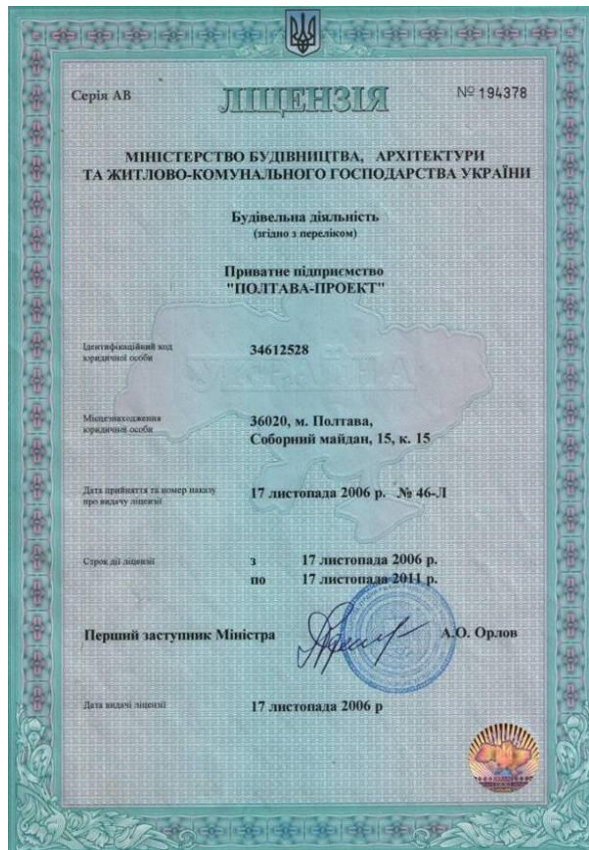 Серія АВ
ЛІЦЕНЗІЯ
№ 194378
МІНІСТЕРСТВО БУДІВНИЦТВА, АРХІТЕКТУРИ
ТА ЖИТЛОВО-КОМУНАЛЬНОГО ГОСПОДАРСТВА УКРАЇНИ
Будівельна діяльність
(згідно з переліком)
Приватне підприємство
"ПОЛТАВА-ПРОЕКТ"
Ідентифікаційний код
юридичної особи
34612528
Місцезнаходження
юридичної особи
36020, м. Полтава,
Соборний майдан, 15, к. 15
Дата прийняття та номер наказу
про видачу ліцензії
17 листопада 2006 р. № 46-Л
Строк дії ліцензії
з 17 листопада 2006 р.
по 17 листопада 2011 р.
Перший заступник Міністра
А.О. Орлов
Дата видачі ліцензії
17 листопада 2006 р